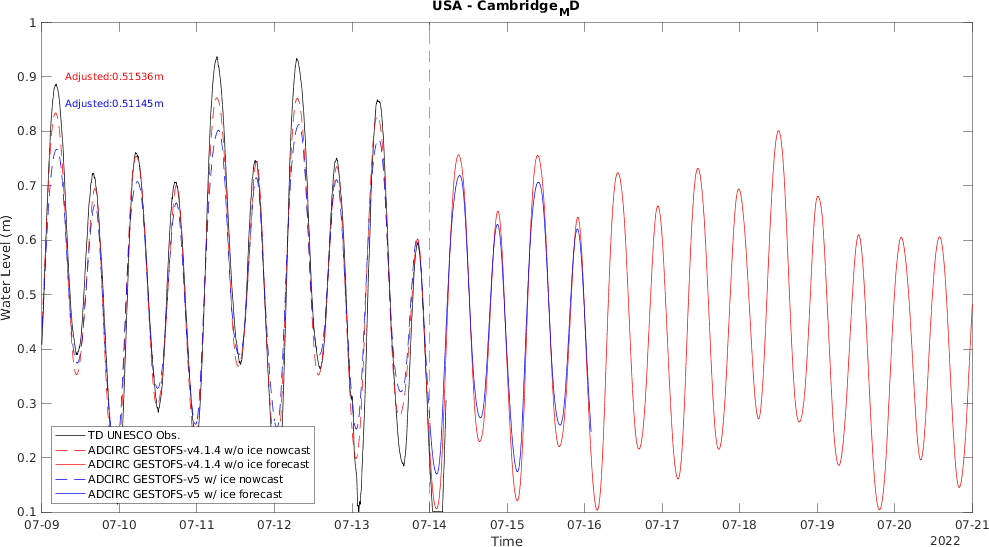 USA - Cambridge_MD
Adjusted:0.51536m
Adjusted:0.51145m
Water Level (m)
1
0.9
0.8
0.7
0.6
0.5
0.4
0.3
0.2
0.1
TD UNESCO Obs.
ADCIRC GESTOFS-v4.1.4 w/o ice nowcast
ADCIRC GESTOFS-v4.1.4 w/o ice forecast
ADCIRC GESTOFS-v5 w/ ice nowcast
ADCIRC GESTOFS-v5 w/ ice forecast
07-09 07-10 07-11 07-12 07-13 07-14 07-15 07-16 07-17 07-18 07-19 07-20 07-21
Time
2022